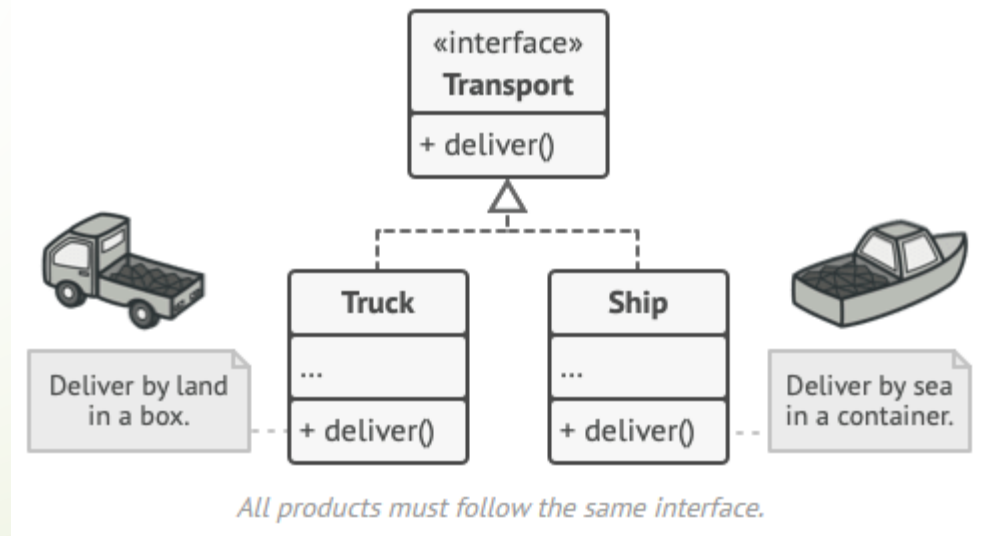 «interface»
Transport
+ deliver()
Truck
...
+ deliver()
Ship
...
+ deliver()
Deliver by land
in a box.
Deliver by sea
in a container.
All products must follow the same interface.